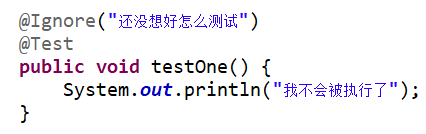 @Ignore("还没想好怎么测试")
@Test
public void testOne() {
    System.out.println("我不会被执行了");
}